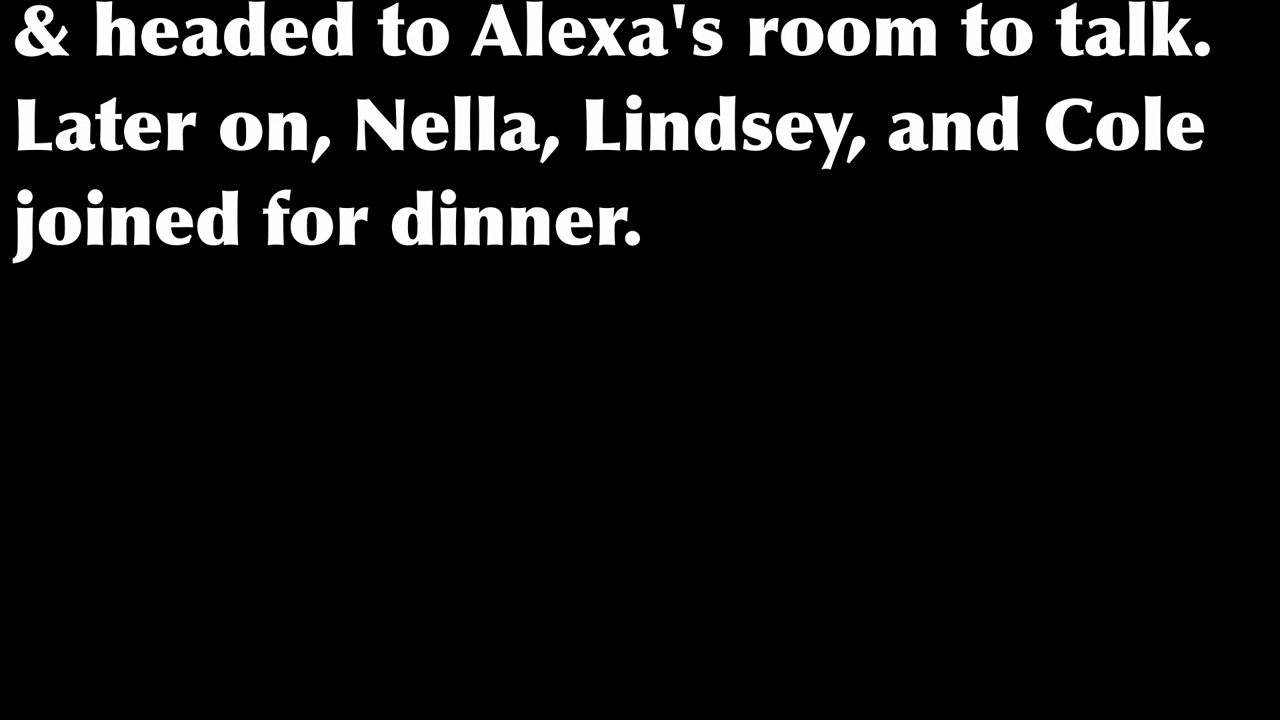 & headed to Alexa's room to talk.
Later on, Nella, Lindsey, and Cole
joined for dinner.